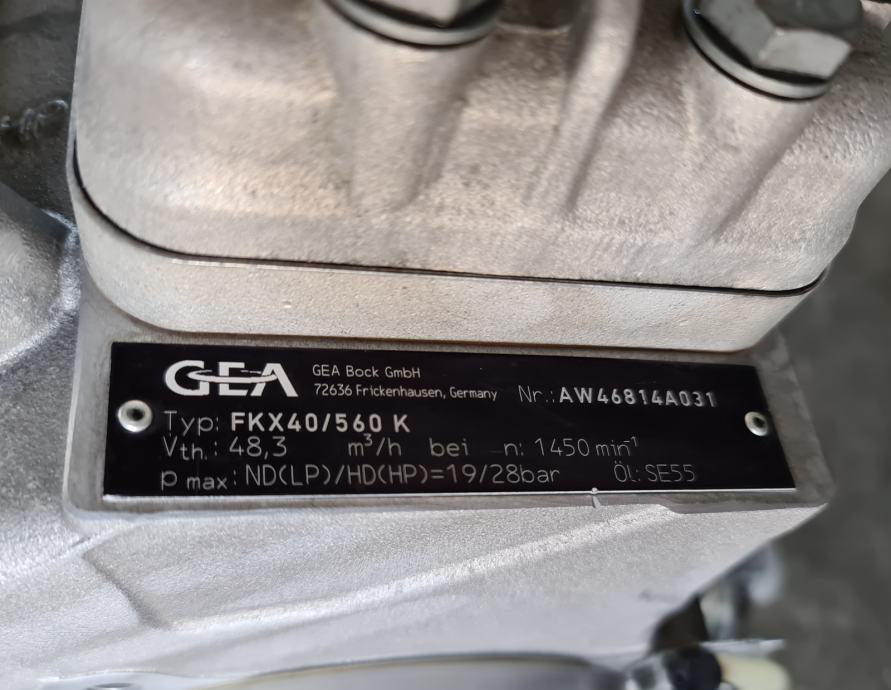 GEA GEA Bock GmbH
72636 Frickenhausen, Germany Nr.: AW46814A031
Typ: FKX40/560 K
Vth.: 48,3 m³/h bei n: 1450 min⁻¹
p max: ND(LP)/HD(HP)=19/28bar Öl: SE55